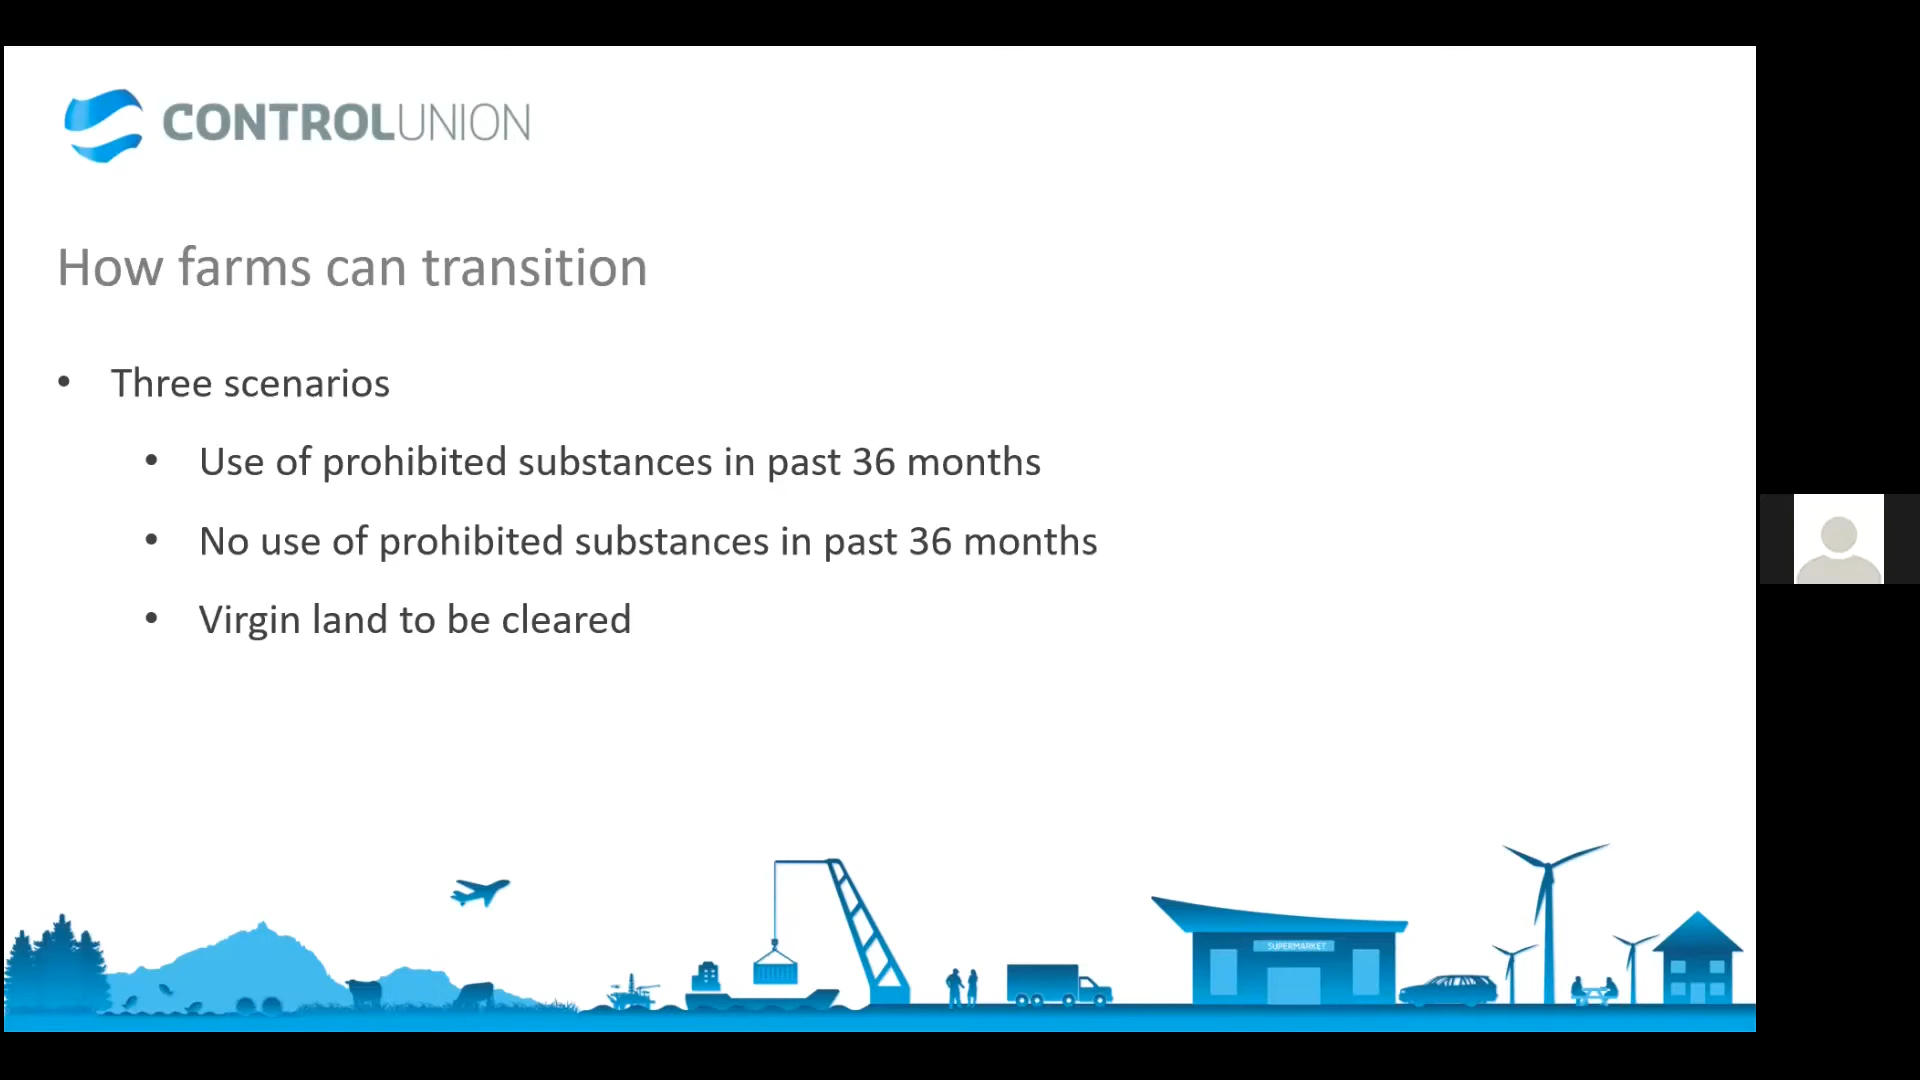 CONTROLUNION
How farms can transition
• Three scenarios
• Use of prohibited substances in past 36 months
• No use of prohibited substances in past 36 months
• Virgin land to be cleared
SUPERMARKET